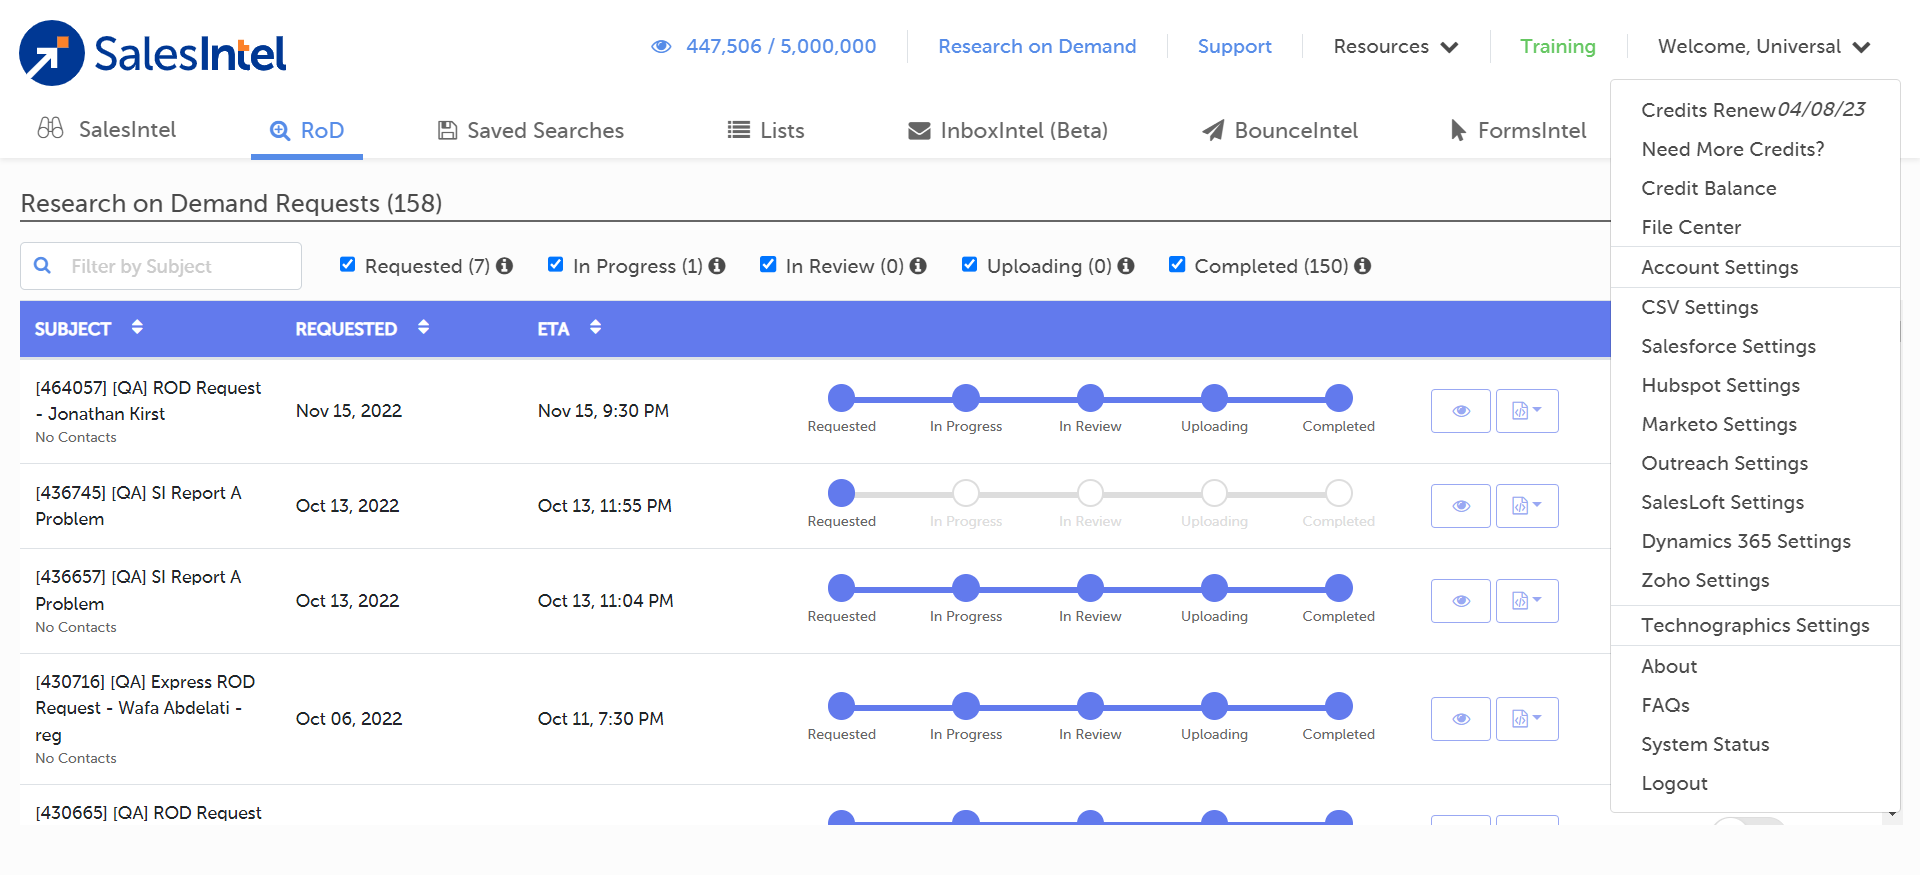 SalesIntel
447,506 / 5,000,000
Research on Demand
Support
Resources
Training
Welcome, Universal
SalesIntel
RoD
Saved Searches
Lists
InboxIntel (Beta)
BounceIntel
FormsIntel
Credits Renew 04/08/23
Need More Credits?
Credit Balance
File Center
Account Settings
CSV Settings
Salesforce Settings
Hubspot Settings
Marketo Settings
Outreach Settings
SalesLoft Settings
Dynamics 365 Settings
Zoho Settings
Technographics Settings
About
FAQs
System Status
Logout
Research on Demand Requests (158)
Filter by Subject
Requested (7)
In Progress (1)
In Review (0)
Uploading (0)
Completed (150)
SUBJECT
REQUESTED
ETA
[464057] [QA] ROD Request
- Jonathan Kirst
No Contacts
Nov 15, 2022
Nov 15, 9:30 PM
Requested
In Progress
In Review
Uploading
Completed
[436745] [QA] SI Report A
Problem
Oct 13, 2022
Oct 13, 11:55 PM
Requested
In Progress
In Review
Uploading
Completed
[436657] [QA] SI Report A
Problem
No Contacts
Oct 13, 2022
Oct 13, 11:04 PM
Requested
In Progress
In Review
Uploading
Completed
[430716] [QA] Express ROD
Request - Wafa Abdelati -
reg
No Contacts
Oct 06, 2022
Oct 11, 7:30 PM
Requested
In Progress
In Review
Uploading
Completed
[430665] [QA] ROD Request